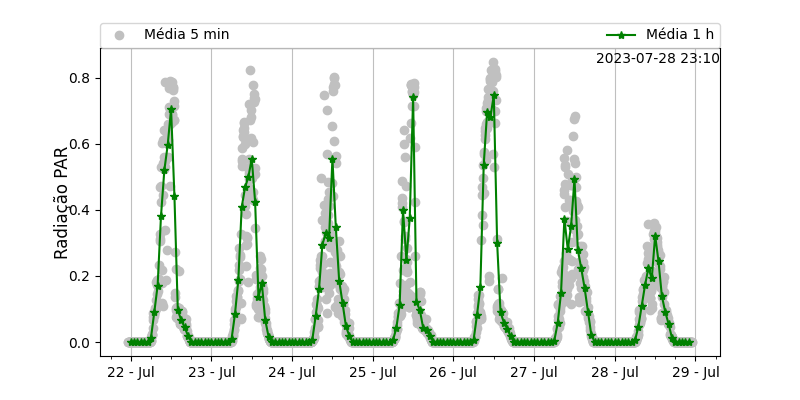 Média 5 min
Média 1 h
2023-07-28 23:10
Radiação PAR
0.8
0.6
0.4
0.2
0.0
22 - Jul
23 - Jul
24 - Jul
25 - Jul
26 - Jul
27 - Jul
28 - Jul
29 - Jul